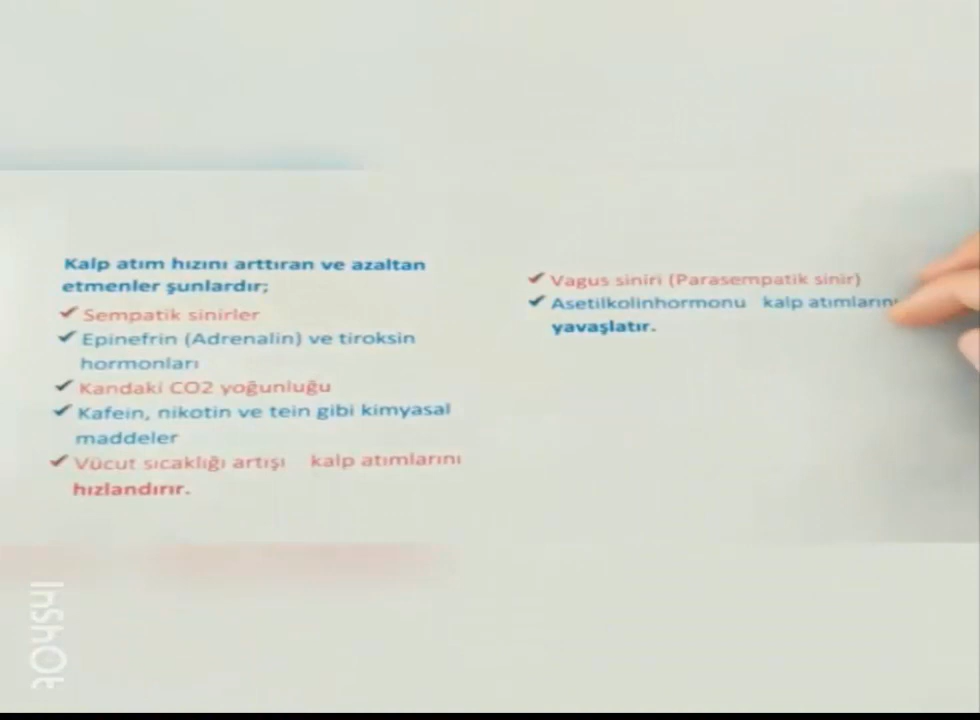 Kalp atım hızını arttıran ve azaltan
etmenler şunlardır;
✓ Sempatik sinirler
✓ Epinefrin (Adrenalin) ve tiroksin
hormonları
✓ Kandaki CO2 yoğunluğu
✓ Kafein, nikotin ve tein gibi kimyasal
maddeler
✓ Vücut sıcaklığı artışı kalp atımlarını
hızlandırır.
✓ Vagus siniri (Parasempatik sinir)
✓ Asetilkolinhormonu kalp atımlarını
yavaşlatır.
InShOt